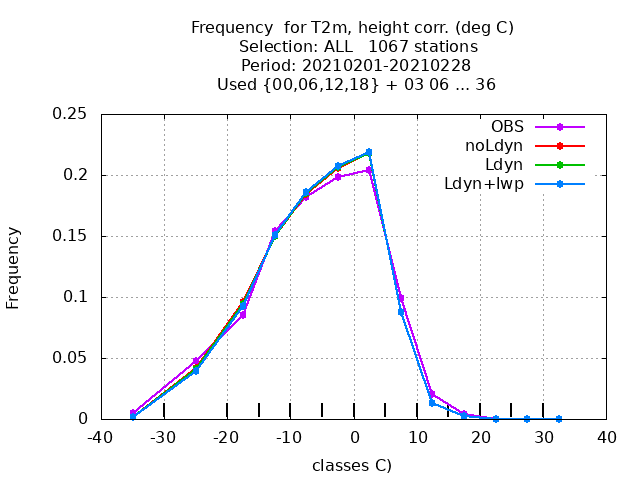 Frequency  for T2m, height corr. (deg C)
Selection: ALL   1067 stations
Period: 20210201-20210228
Used {00,06,12,18} + 03 06 ... 36
0.25
0.2
0.15
0.1
0.05
0
Frequency
OBS
noLdyn
Ldyn
Ldyn+lwp
-40 -30 -20 -10 0 10 20 30 40
classes C)